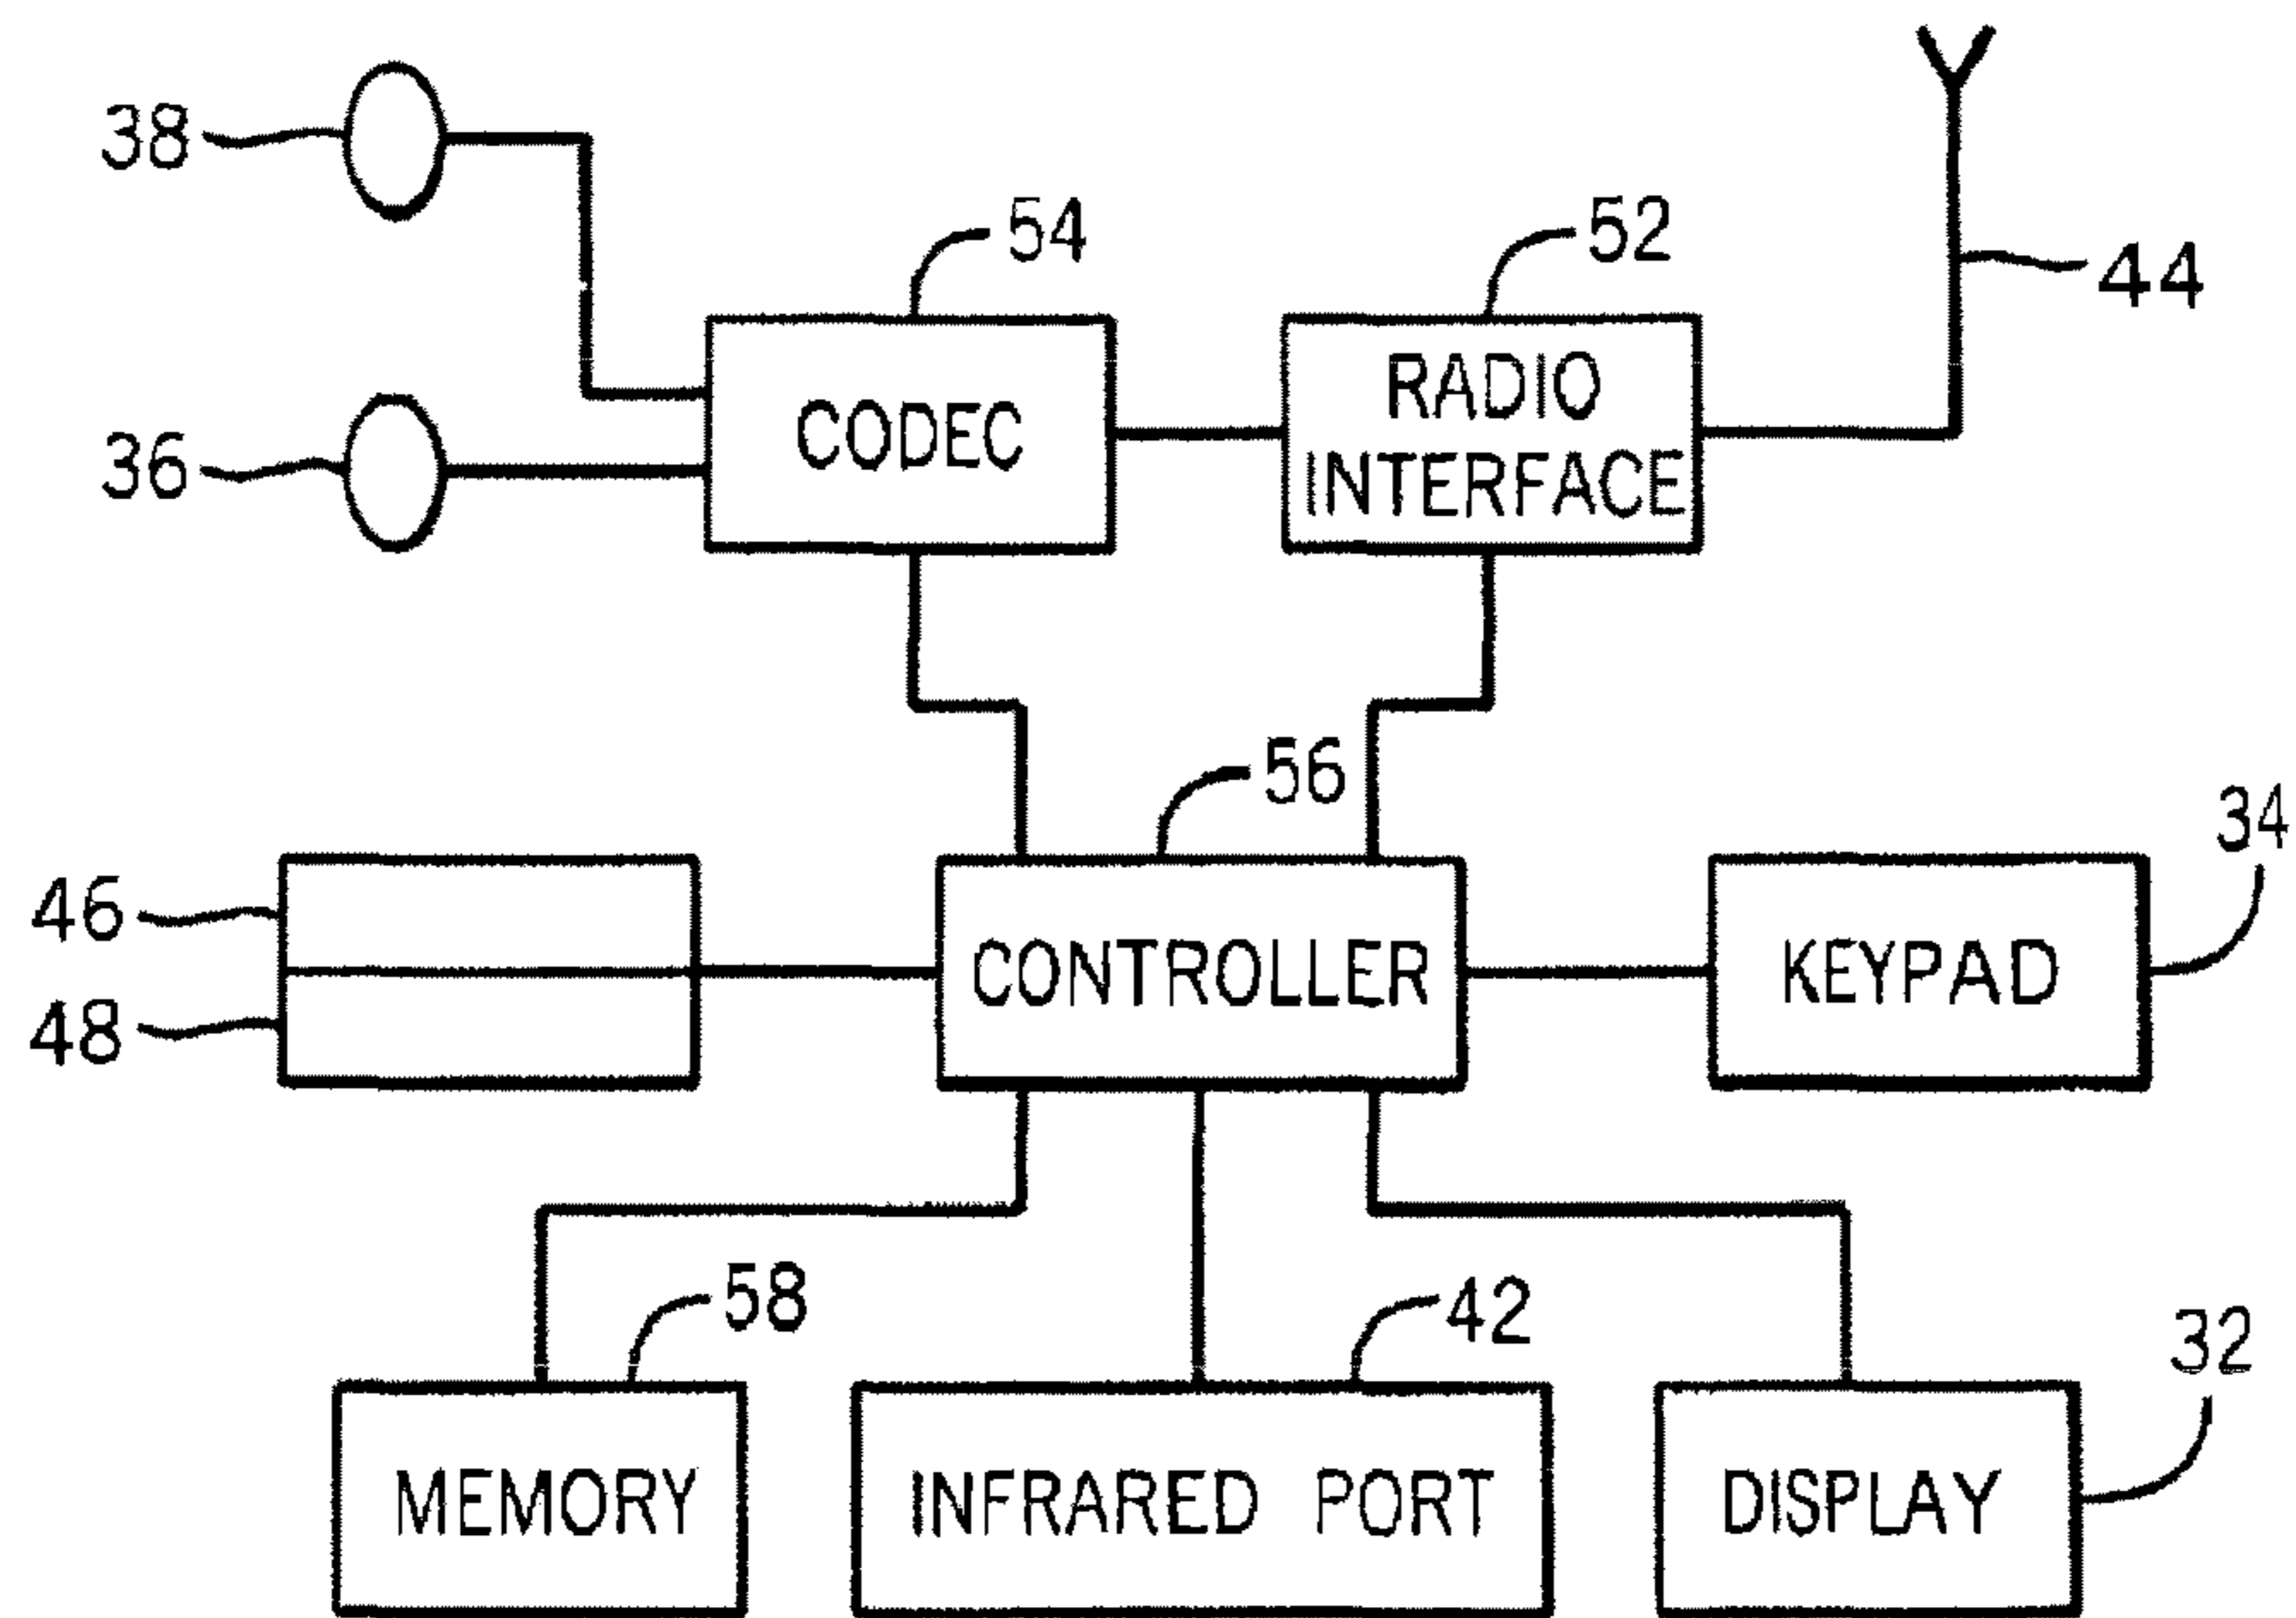 38
54
52
44
36
CODEC
RADIO
INTERFACE
56
34
46
48
CONTROLLER
KEYPAD
58
42
32
MEMORY
INFRARED PORT
DISPLAY